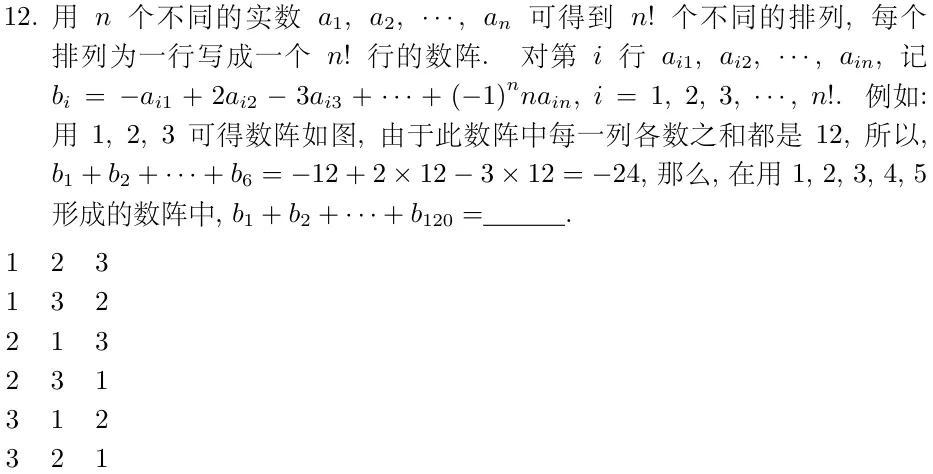 12. 用 n 个不同的实数 a₁, a₂, ⋯, aₙ 可得到 n! 个不同的排列, 每个
排列为一行写成一个 n! 行的数阵. 对第 i 行 aᵢ₁, aᵢ₂, ⋯, aᵢₙ, 记
bᵢ = −aᵢ₁ + 2aᵢ₂ − 3aᵢ₃ + ⋯ + (−1)ⁿnaᵢₙ, i = 1, 2, 3, ⋯, n!. 例如:
用 1, 2, 3 可得数阵如图, 由于此数阵中每一列各数之和都是 12, 所以,
b₁ + b₂ + ⋯ + b₆ = −12 + 2 × 12 − 3 × 12 = −24, 那么, 在用 1, 2, 3, 4, 5
形成的数阵中, b₁ + b₂ + ⋯ + b₁₂₀ =______.
1 2 3
1 3 2
2 1 3
2 3 1
3 1 2
3 2 1